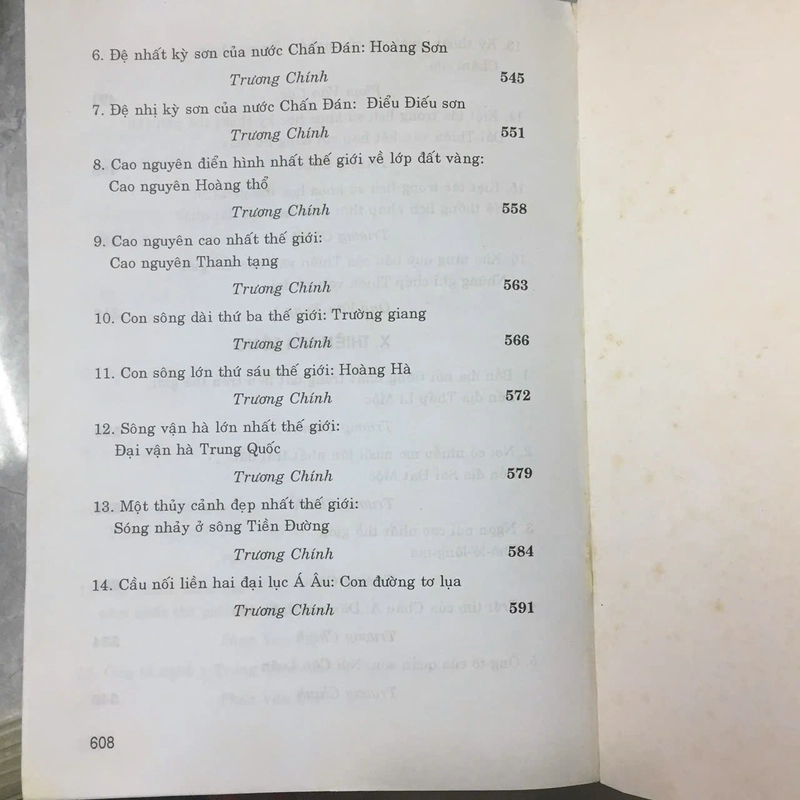 6. Đệ nhất kỳ sơn của nước Chấn Đán: Hoàng Sơn
Trương Chính 545
7. Đệ nhị kỳ sơn của nước Chấn Đán: Điểu Điếu sơn
Trương Chính 551
8. Cao nguyên điển hình nhất thế giới về lớp đất vàng:
Cao nguyên Hoàng thổ
Trương Chính 558
9. Cao nguyên cao nhất thế giới:
Cao nguyên Thanh tạng
Trương Chính 563
10. Con sông dài thứ ba thế giới: Trường giang
Trương Chính 566
11. Con sông lớn thứ sáu thế giới: Hoàng Hà
Trương Chính 572
12. Sông vận hà lớn nhất thế giới:
Đại vận hà Trung Quốc
Trương Chính 579
13. Một thủy cảnh đẹp nhất thế giới:
Sóng nhảy ở sông Tiền Đường
Trương Chính 584
14. Cầu nối liền hai đại lục Á Âu: Con đường tơ lụa
Trương Chính 591
608